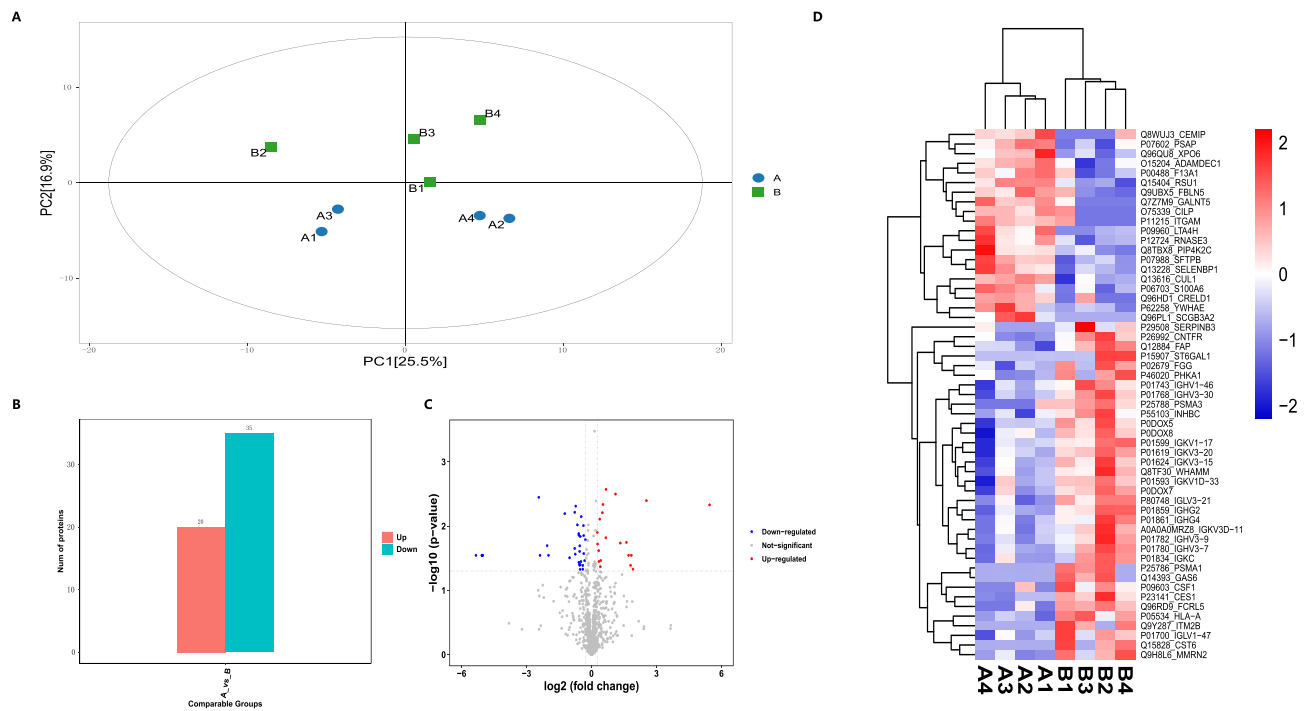 A
PC2[16.9%]
10
0
−10
−20
−10
0
10
20
PC1[25.5%]
B4
B3
B2
B1
A3
A4
A2
A1
A
B
B
Num of proteins
30
20
10
0
20
35
A_vs_B
Comparable Groups
Up
Down
C
−log10 (p−value)
3
2
1
0
−6
−3
0
3
6
log2 (fold change)
Down−regulated
Not−significant
Up−regulated
D
Q8WUJ3_CEMIP
P07602_PSAP
Q96QU8_XPO6
O15204_ADAMDEC1
P00488_F13A1
Q15404_RSU1
Q9UBX5_FBLN5
Q7Z7M9_GALNT5
O75339_CILP
P11215_ITGAM
P09960_LTA4H
P12724_RNASE3
Q8TBX8_PIP4K2C
P07988_SFTPB
Q13228_SELENBP1
Q13616_CUL1
P06703_S100A6
Q96HD1_CRELD1
P62258_YWHAE
Q96PL1_SCGB3A2
P29508_SERPINB3
P26992_CNTFR
Q12884_FAP
P15907_ST6GAL1
P02679_FGG
P46020_PHKA1
P01743_IGHV1-46
P01768_IGHV3-30
P25788_PSMA3
P55103_INHBC
P0DOX5
P0DOX8
P01599_IGKV1-17
P01619_IGKV3-20
P01624_IGKV3-15
Q8TF30_WHAMM
P01593_IGKV1D-33
P0DOX7
P80748_IGLV3-21
P01859_IGHG2
P01861_IGHG4
A0A0A0MRZ8_IGKV3D-11
P01782_IGHV3-9
P01780_IGHV3-7
P01834_IGKC
P25786_PSMA1
Q14393_GAS6
P09603_CSF1
P23141_CES1
Q96RD9_FCRL5
P05534_HLA-A
Q9Y287_ITM2B
P01700_IGLV1-47
Q15828_CST6
Q9H8L6_MMRN2
A4
A3
A2
A1
B1
B3
B2
B4
2
1
0
−1
−2